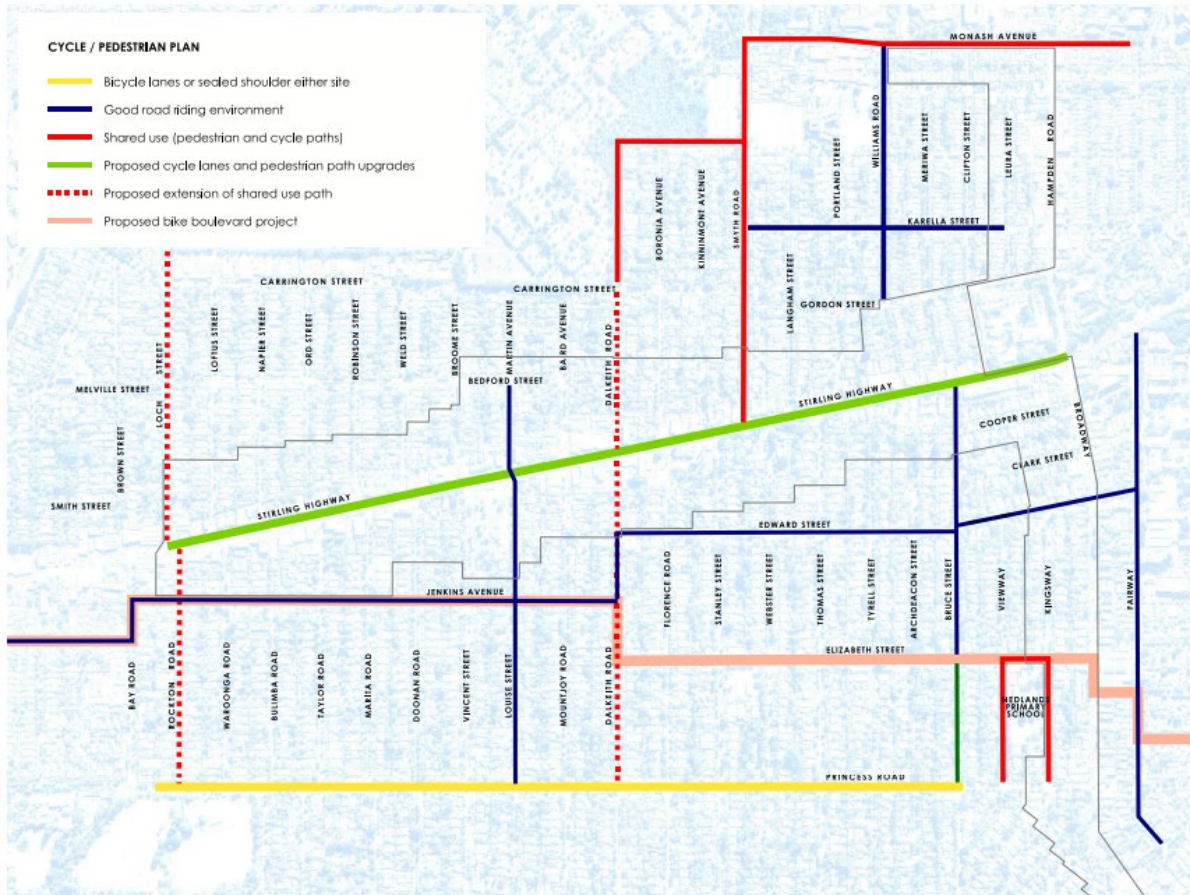 CYCLE / PEDESTRIAN PLAN
Bicycle lanes or sealed shoulder either site
Good road riding environment
Shared use (pedestrian and cycle paths)
Proposed cycle lanes and pedestrian path upgrades
Proposed extension of shared use path
Proposed bike boulevard project
MONASH AVENUE
WILLIAMS ROAD
PORTLAND STREET
MERIWA STREET
CLIFTON STREET
LEURA STREET
HAMPDEN ROAD
BORONIA AVENUE
KINNINMONT AVENUE
SMYTH ROAD
KARELLA STREET
LANGHAM STREET
GORDON STREET
CARRINGTON STREET
CARRINGTON STREET
LOFTUS STREET
NAPIER STREET
ORD STREET
ROBINSON STREET
WELD STREET
BROOME STREET
MARTIN AVENUE
BAIRD AVENUE
DALKEITH ROAD
BEDFORD STREET
MELVILLE STREET
LOCH STREET
BROWN STREET
SMITH STREET
STIRLING HIGHWAY
STIRLING HIGHWAY
COOPER STREET
BROADWAY
CLARK STREET
EDWARD STREET
FLORENCE ROAD
STANLEY STREET
WEBSTER STREET
THOMAS STREET
TYRELL STREET
ARCHDEACON STREET
BRUCE STREET
VIEWWAY
KINGSWAY
FAIRWAY
JENKINS AVENUE
ELIZABETH STREET
BAY ROAD
ROCKTON ROAD
WAROONGA ROAD
BULIMBA ROAD
TAYLOR ROAD
MARITA ROAD
DOONAN ROAD
VINCENT STREET
LOUISE STREET
MOUNTJOY ROAD
DALKEITH ROAD
NEDLANDS
PRIMARY
SCHOOL
PRINCESS ROAD